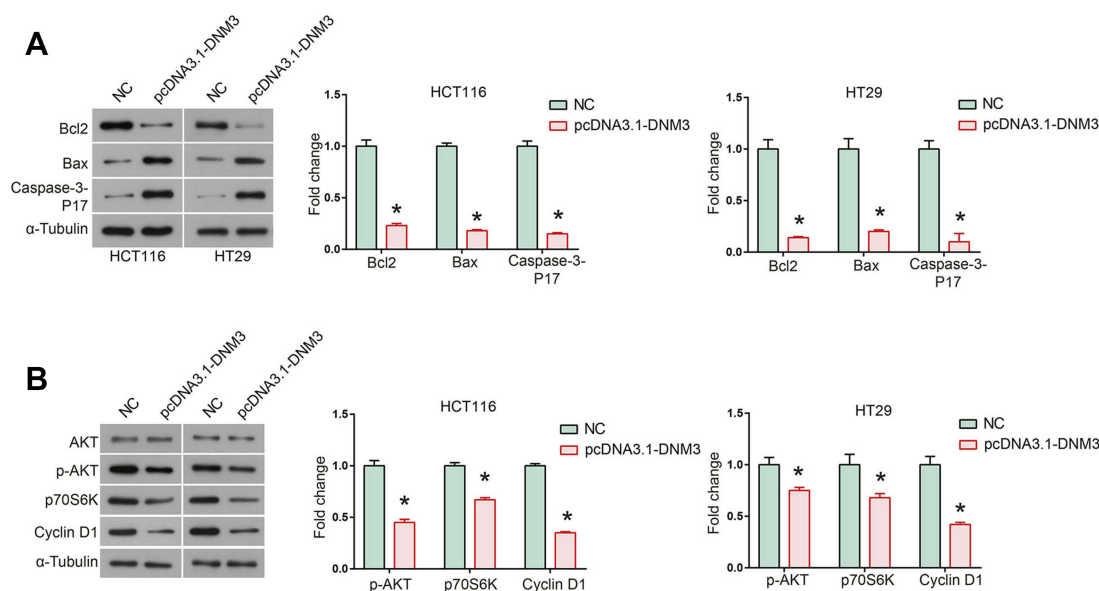 A
NC
pcDNA3.1-DNM3
NC
pcDNA3.1-DNM3
Bcl2
Bax
Caspase-3-
P17
α-Tubulin
HCT116
HT29
HCT116
NC
pcDNA3.1-DNM3
Fold change
1.5
1.0
0.5
0.0
*
*
*
Bcl2
Bax
Caspase-3-
P17
HT29
NC
pcDNA3.1-DNM3
Fold change
1.5
1.0
0.5
0.0
*
*
*
Bcl2
Bax
Caspase-3-
P17
B
NC
pcDNA3.1-DNM3
NC
pcDNA3.1-DNM3
AKT
p-AKT
p70S6K
Cyclin D1
α-Tubulin
HCT116
NC
pcDNA3.1-DNM3
Fold change
1.5
1.0
0.5
0.0
*
*
*
p-AKT
p70S6K
Cyclin D1
HT29
NC
pcDNA3.1-DNM3
Fold change
1.5
1.0
0.5
0.0
*
*
*
p-AKT
p70S6K
Cyclin D1